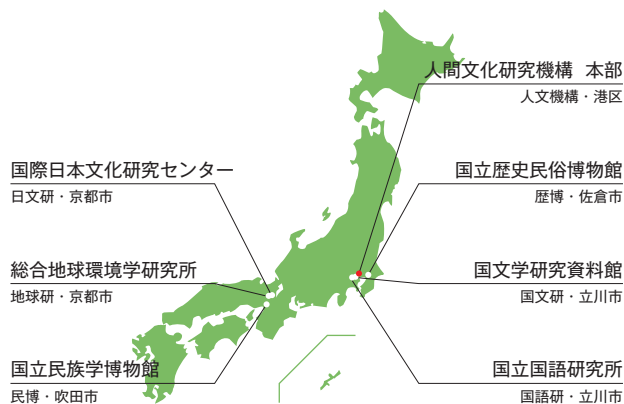 人間文化研究機構 本部
人文機構・港区
国際日本文化研究センター
日文研・京都市
国立歴史民俗博物館
歴博・佐倉市
総合地球環境学研究所
地球研・京都市
国文学研究資料館
国文研・立川市
国立民族学博物館
民博・吹田市
国立国語研究所
国語研・立川市